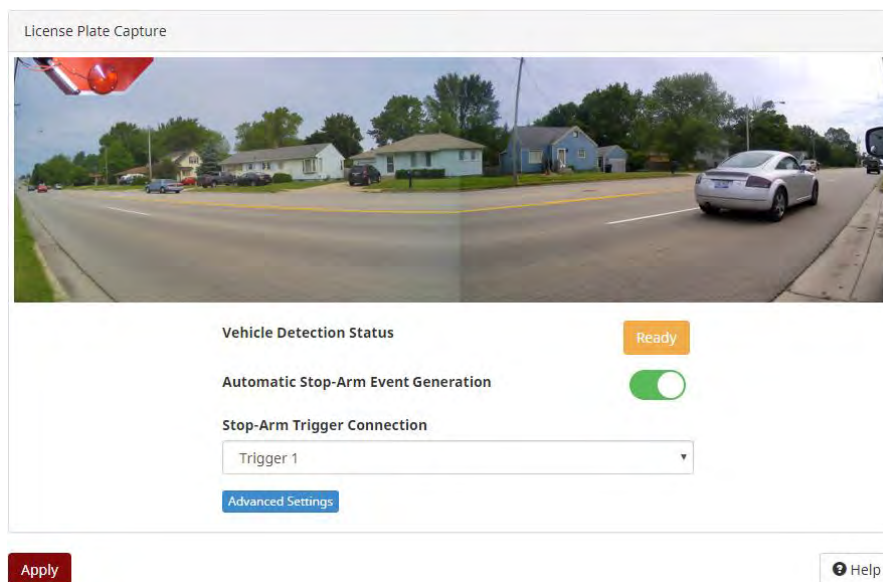 License Plate Capture
Vehicle Detection Status
Ready
Automatic Stop-Arm Event Generation
Stop-Arm Trigger Connection
Trigger 1
Advanced Settings
Apply
Help